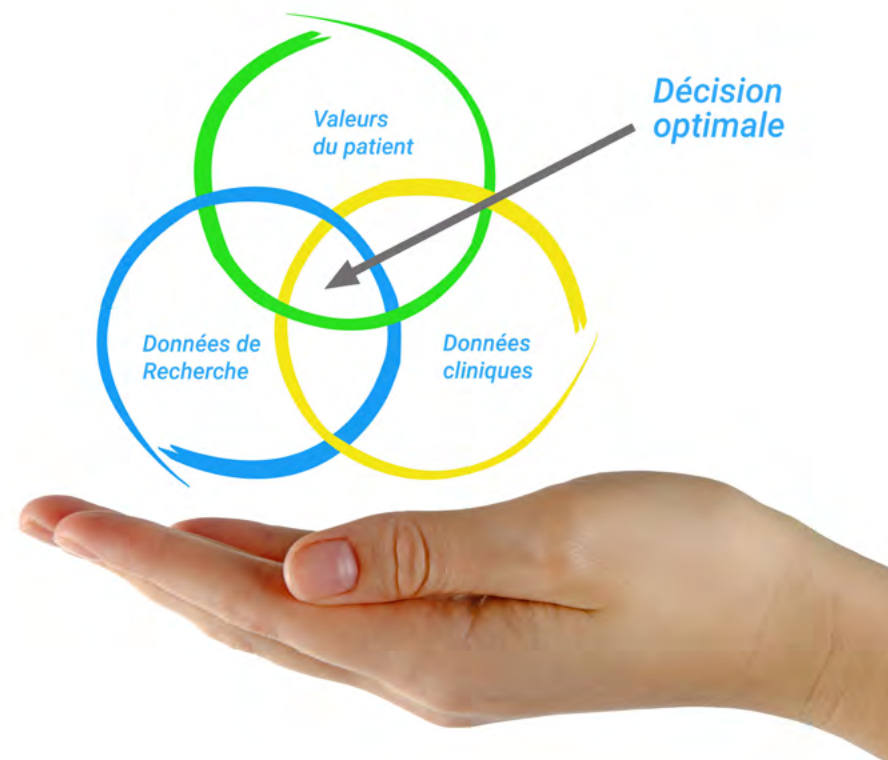 Valeurs
du patient
Décision
optimale
Données de
Recherche
Données
cliniques